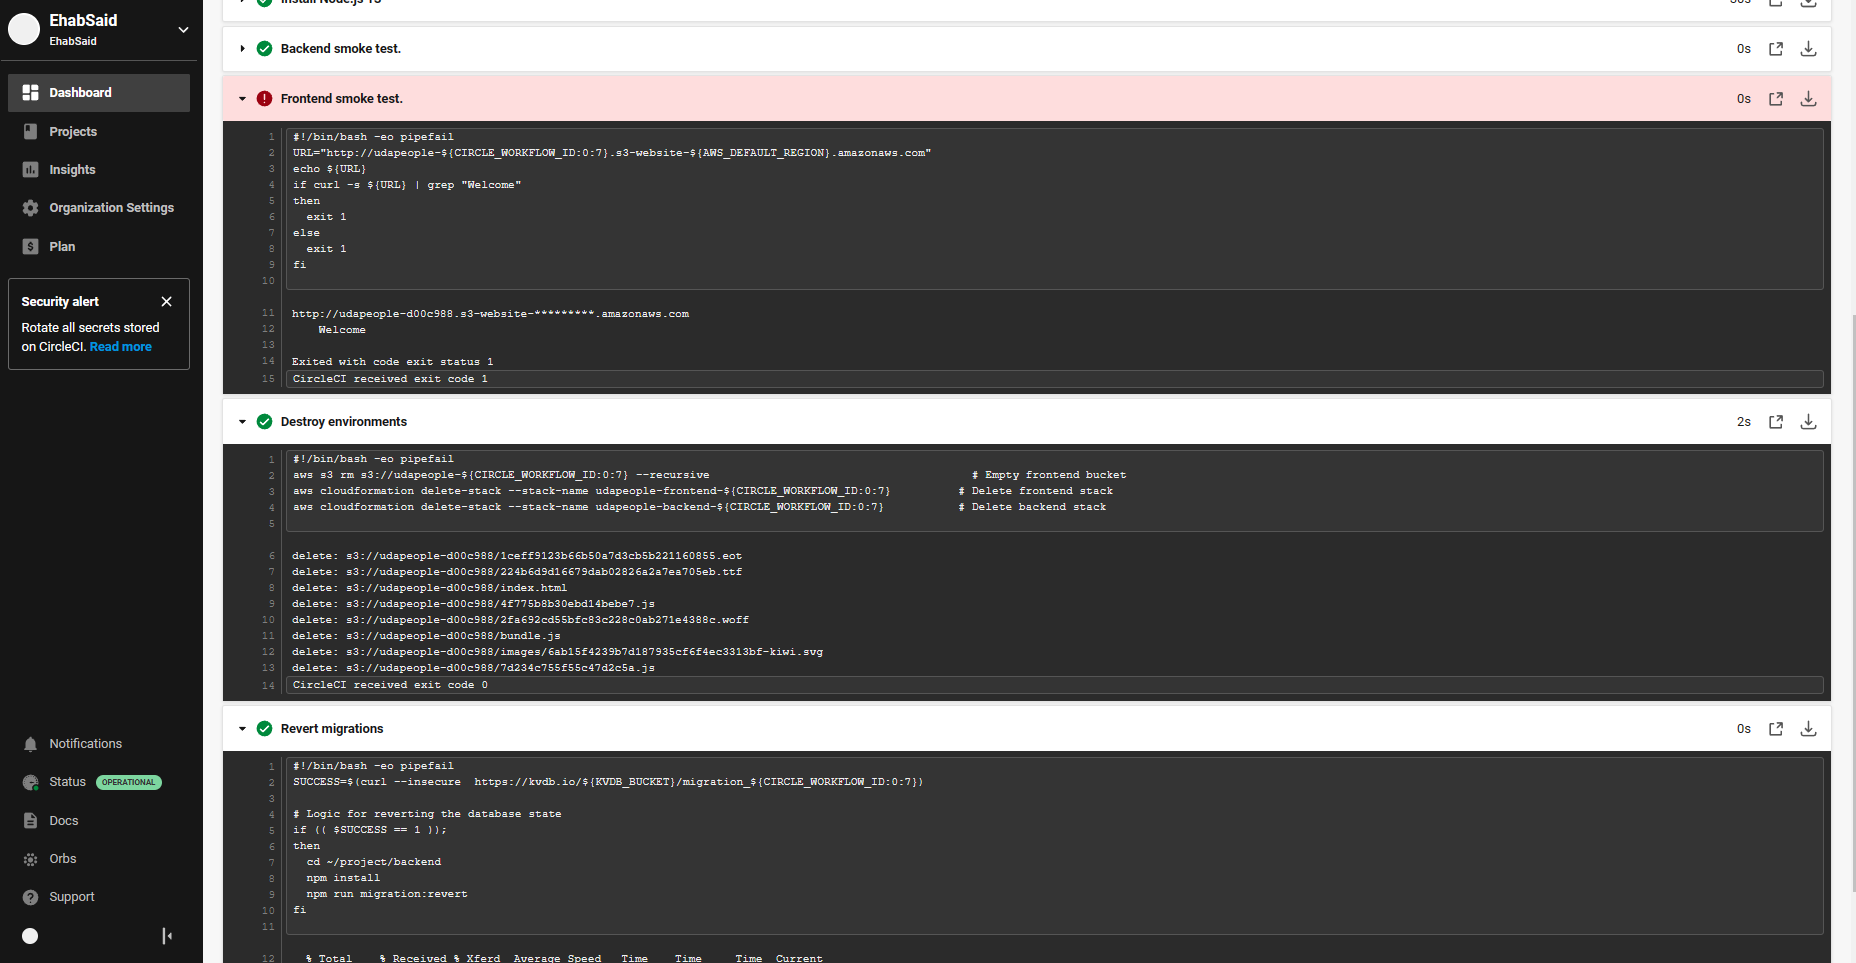 EhabSaid
EhabSaid
Dashboard
Projects
Insights
Organization Settings
$ Plan
Security alert
Rotate all secrets stored
on CircleCI. Read more
Notifications
Status OPERATIONAL
Docs
Orbs
Support
Backend smoke test. 0s
Frontend smoke test. 0s
1 #!/bin/bash -eo pipefail
2 URL="http://udapeople-${CIRCLE_WORKFLOW_ID:0:7}.s3-website-${AWS_DEFAULT_REGION}.amazonaws.com"
3 echo ${URL}
4 if curl -s ${URL} | grep "Welcome"
5 then
6 exit 1
7 else
8 exit 1
9 fi
10
11 http://udapeople-d00c988.s3-website-*********.amazonaws.com
12 Welcome
13
14 Exited with code exit status 1
15 CircleCI received exit code 1
Destroy environments 2s
1 #!/bin/bash -eo pipefail
2 aws s3 rm s3://udapeople-${CIRCLE_WORKFLOW_ID:0:7} --recursive # Empty frontend bucket
3 aws cloudformation delete-stack --stack-name udapeople-frontend-${CIRCLE_WORKFLOW_ID:0:7} # Delete frontend stack
4 aws cloudformation delete-stack --stack-name udapeople-backend-${CIRCLE_WORKFLOW_ID:0:7} # Delete backend stack
5
6 delete: s3://udapeople-d00c988/1ceff9123b66b50a7d3cb5b221160855.eot
7 delete: s3://udapeople-d00c988/224b6d9d16679dab02826a2a7ea705eb.ttf
8 delete: s3://udapeople-d00c988/index.html
9 delete: s3://udapeople-d00c988/4f775b8b30ebd14bebe7.js
10 delete: s3://udapeople-d00c988/2fa692cd55bfc83c228c0ab271e4388c.woff
11 delete: s3://udapeople-d00c988/bundle.js
12 delete: s3://udapeople-d00c988/images/6ab15f4239b7d187935cf6f4ec3313bf-kiwi.svg
13 delete: s3://udapeople-d00c988/7d234c755f55c47d2c5a.js
14 CircleCI received exit code 0
Revert migrations 0s
1 #!/bin/bash -eo pipefail
2 SUCCESS=$(curl --insecure https://kvdb.io/${KVDB_BUCKET}/migration_${CIRCLE_WORKFLOW_ID:0:7})
3
4 # Logic for reverting the database state
5 if (( $SUCCESS == 1 ));
6 then
7 cd ~/project/backend
8 npm install
9 npm run migration:revert
10 fi
11
12 % Total % Received % Xferd Average Speed Time Time Time Current